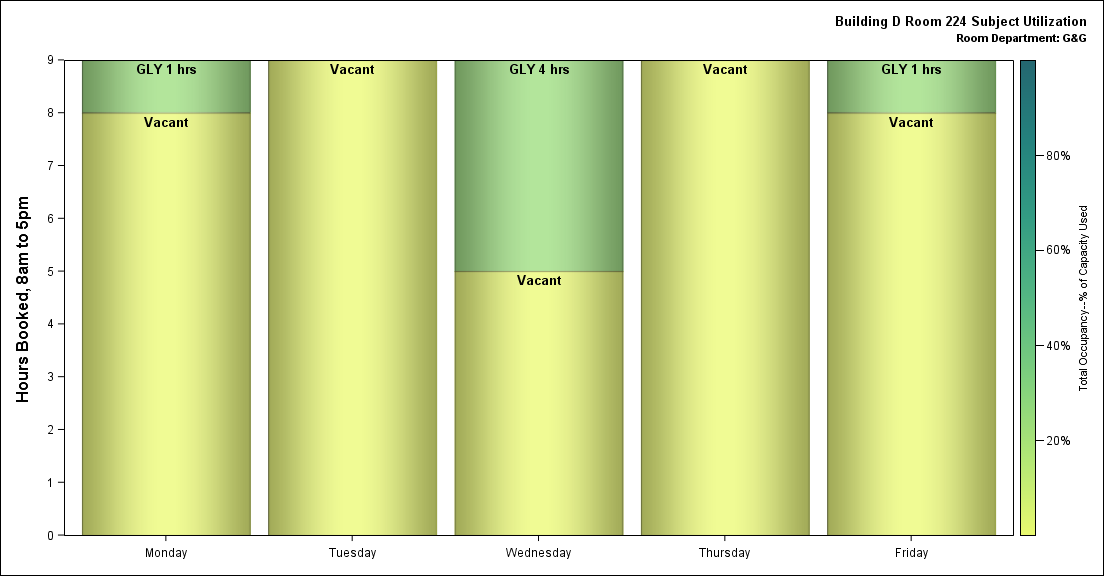 Building D Room 224 Subject Utilization
Room Department: G&G
Hours Booked, 8am to 5pm
9
8
7
6
5
4
3
2
1
0
GLY 1 hrs
Vacant
Vacant
GLY 4 hrs
Vacant
Vacant
GLY 1 hrs
Vacant
Monday
Tuesday
Wednesday
Thursday
Friday
80%
60%
40%
20%
Total Occupancy--% of Capacity Used